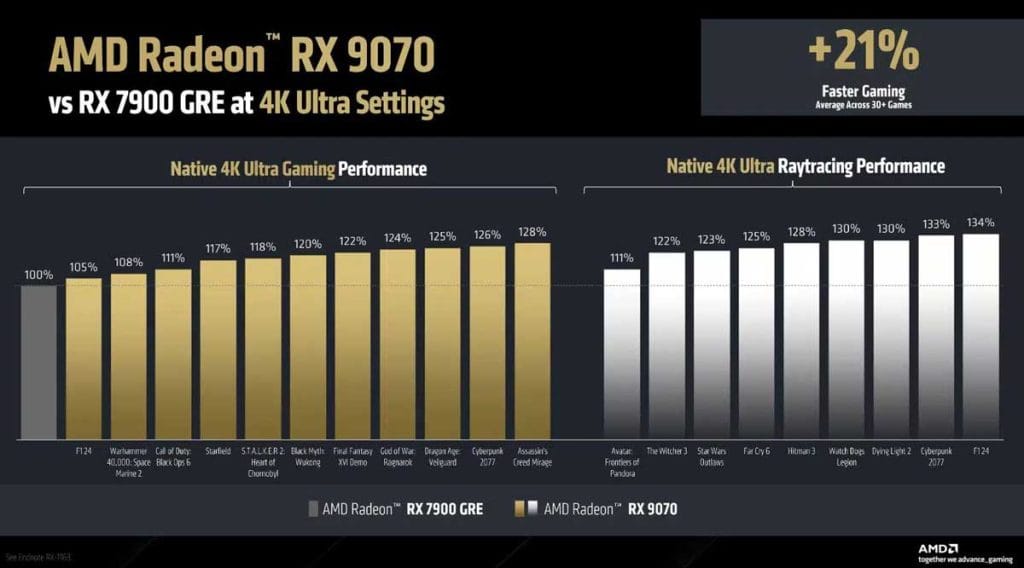 AMD Radeon™ RX 9070
vs RX 7900 GRE at 4K Ultra Settings
+21%
Faster Gaming
Average Across 30+ Games
Native 4K Ultra Gaming Performance
100%
105%
108%
111%
117%
118%
120%
122%
124%
125%
126%
128%
F1 24
Warhammer
40,000: Space
Marine 2
Call of Duty:
Black Ops 6
Starfield
S.T.A.L.K.E.R 2:
Heart of
Chornobyl
Black Myth:
Wukong
Final Fantasy
XVI Demo
God of War:
Ragnarok
Dragon Age:
Veilguard
Cyberpunk
2077
Assassin's
Creed Mirage
Native 4K Ultra Raytracing Performance
111%
122%
123%
125%
128%
130%
130%
133%
134%
Avatar:
Frontiers of
Pandora
The Witcher 3
Star Wars
Outlaws
Far Cry 6
Hitman 3
Watch Dogs
Legion
Dying Light 2
Cyberpunk
2077
F1 24
AMD Radeon™ RX 7900 GRE
AMD Radeon™ RX 9070
See Endnote
AMD
together we advance_gaming